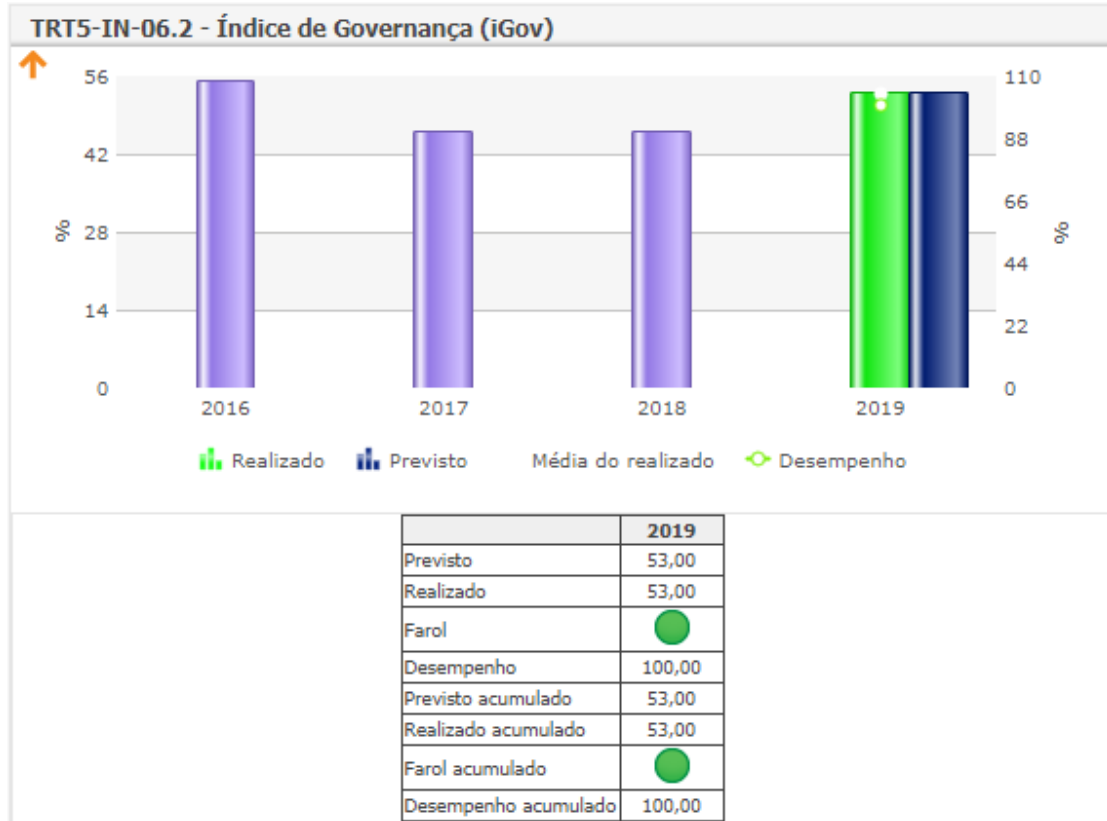 TRT5-IN-06.2 - Índice de Governança (iGov)
56 110
42 88
66
% 28 %
44
14
22
0 0
2016 2017 2018 2019
Realizado Previsto Média do realizado Desempenho
2019
Previsto 53,00
Realizado 53,00
Farol
Desempenho 100,00
Previsto acumulado 53,00
Realizado acumulado 53,00
Farol acumulado
Desempenho acumulado 100,00